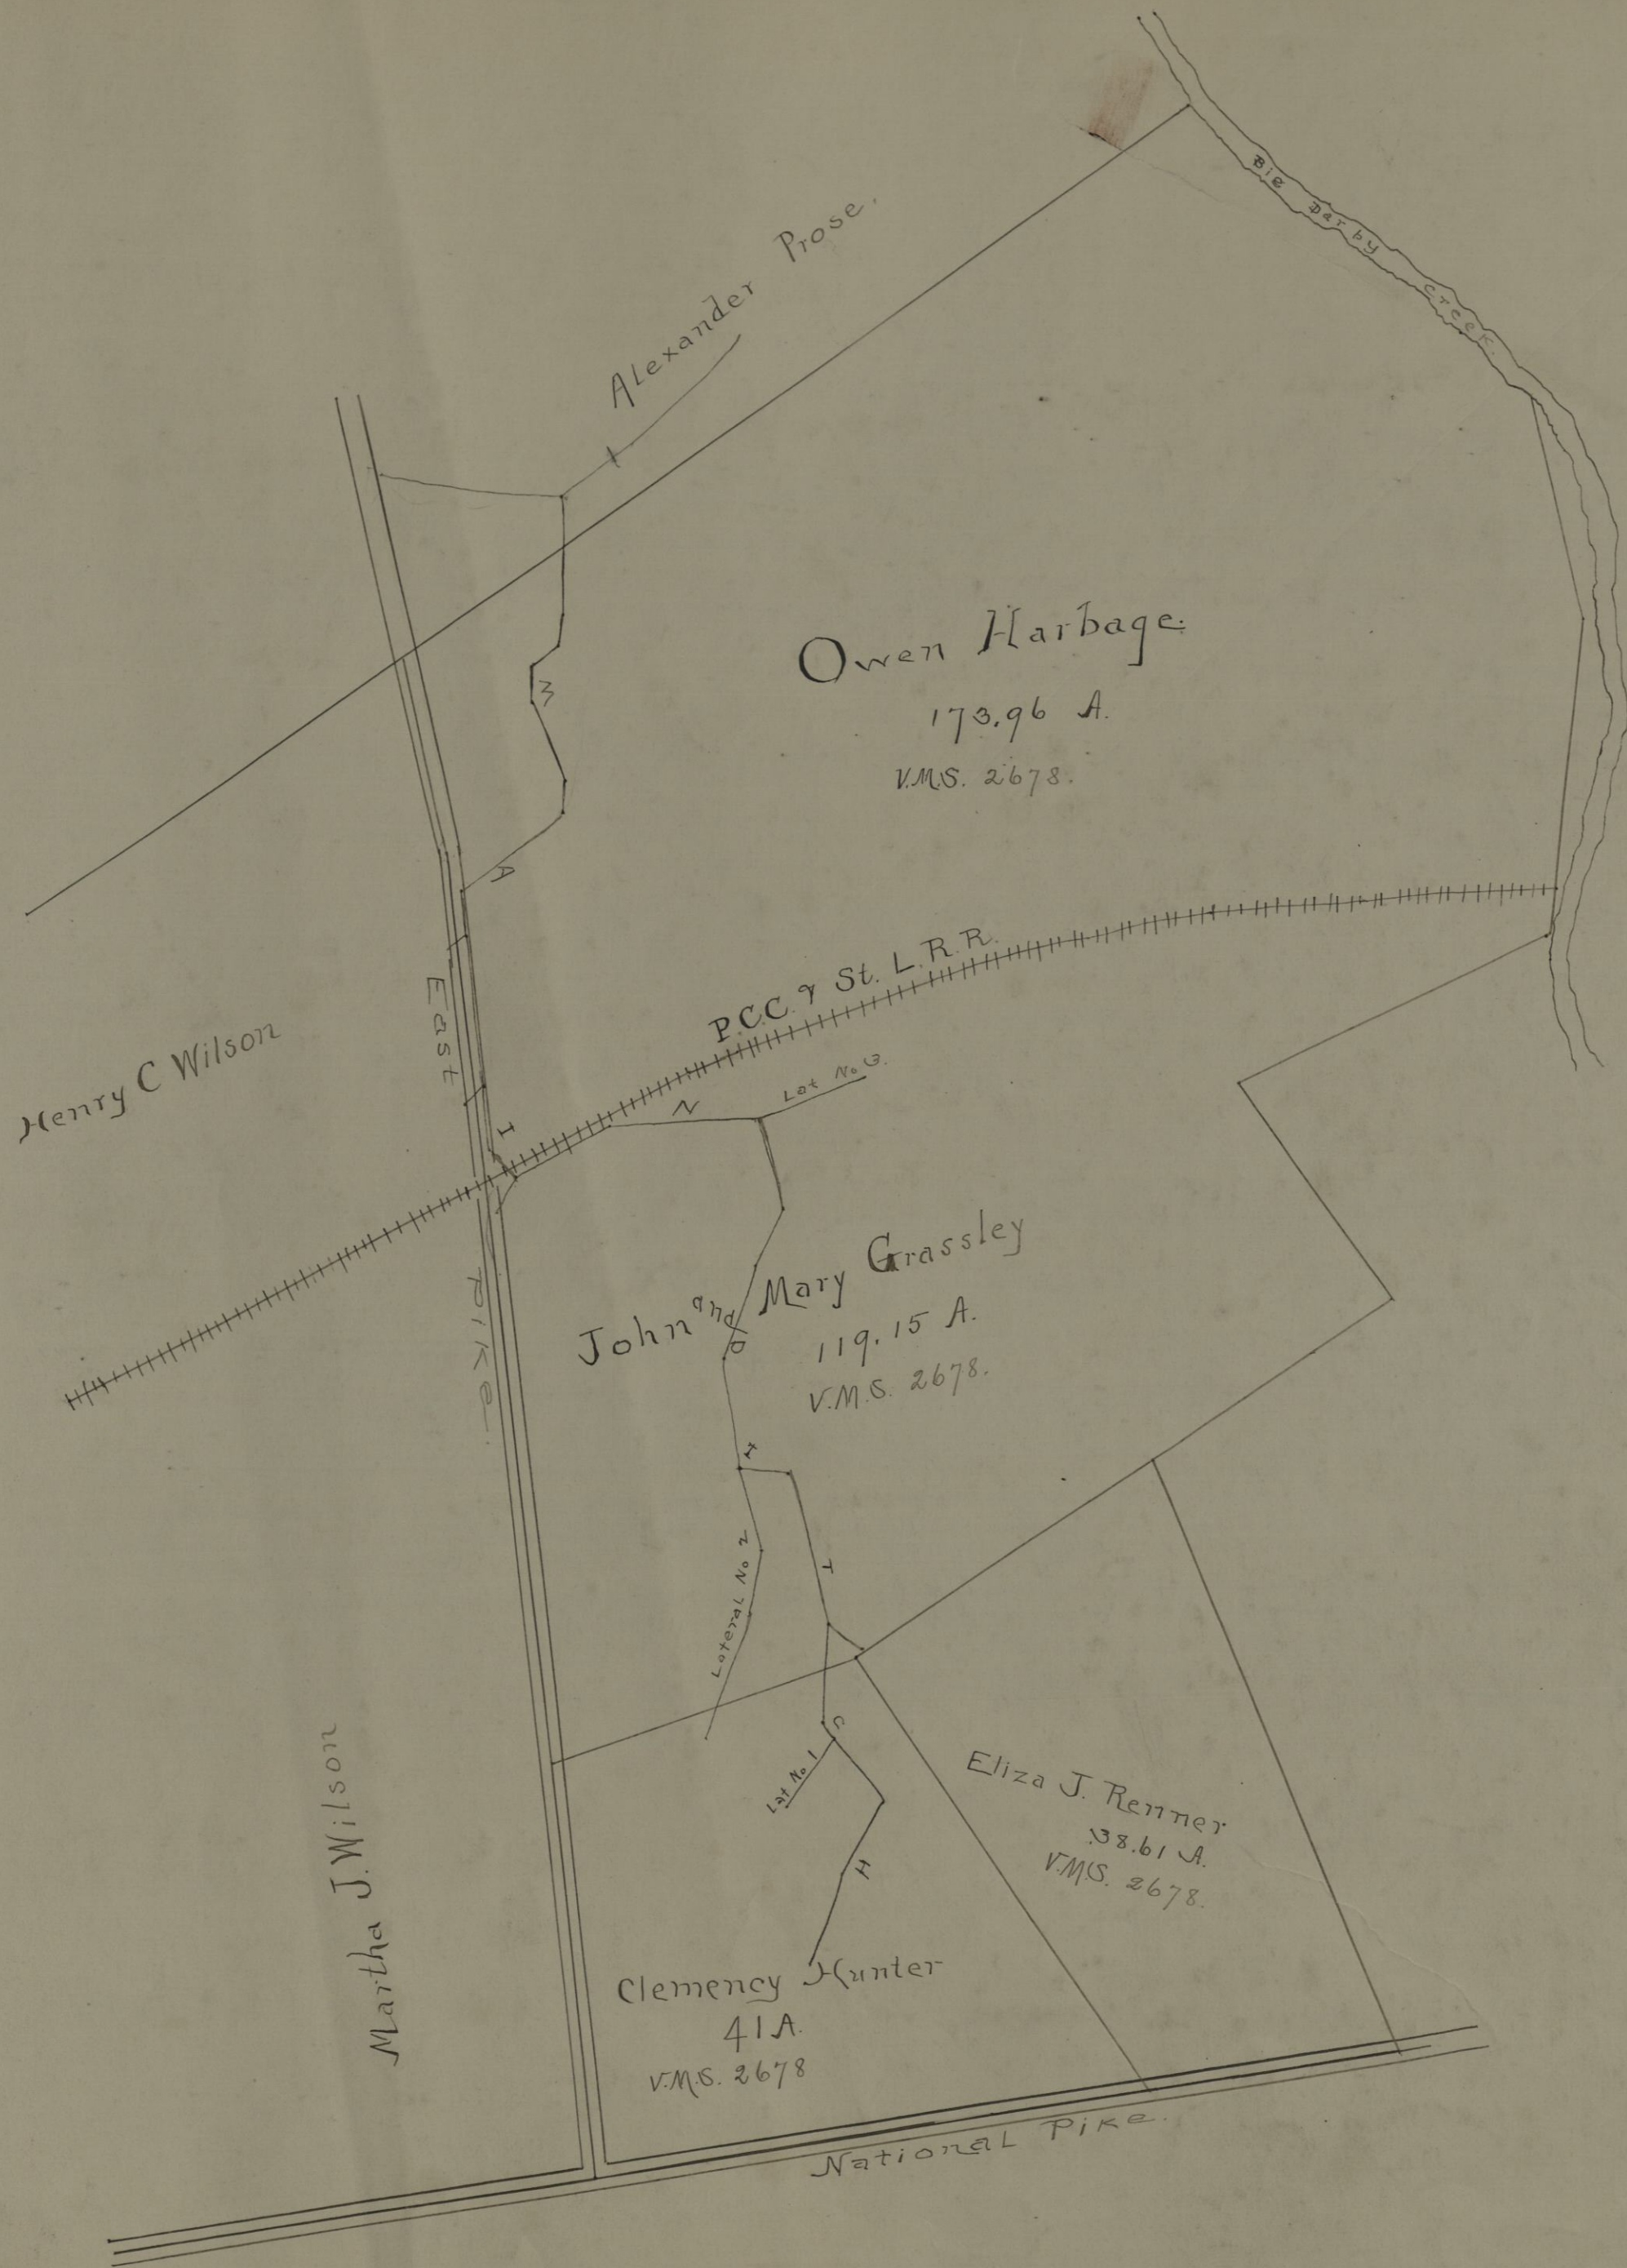 Big Darby Creek.
Alexander Prose.
Owen Harbage.
173.96 A.
V.M.S. 2678.
P.C.C. & St. L. R. R.
East Pike.
Henry C Wilson
Lat No 3.
John and Mary Grassley
119.15 A.
V.M.S. 2678.
Lateral No 2
Lat No 1
Eliza J. Renner
38.61 A.
V.M.S. 2678.
Martha J. Wilson
Clemency Hunter
41 A.
V.M.S. 2678
National Pike.
M A I N D I T C H